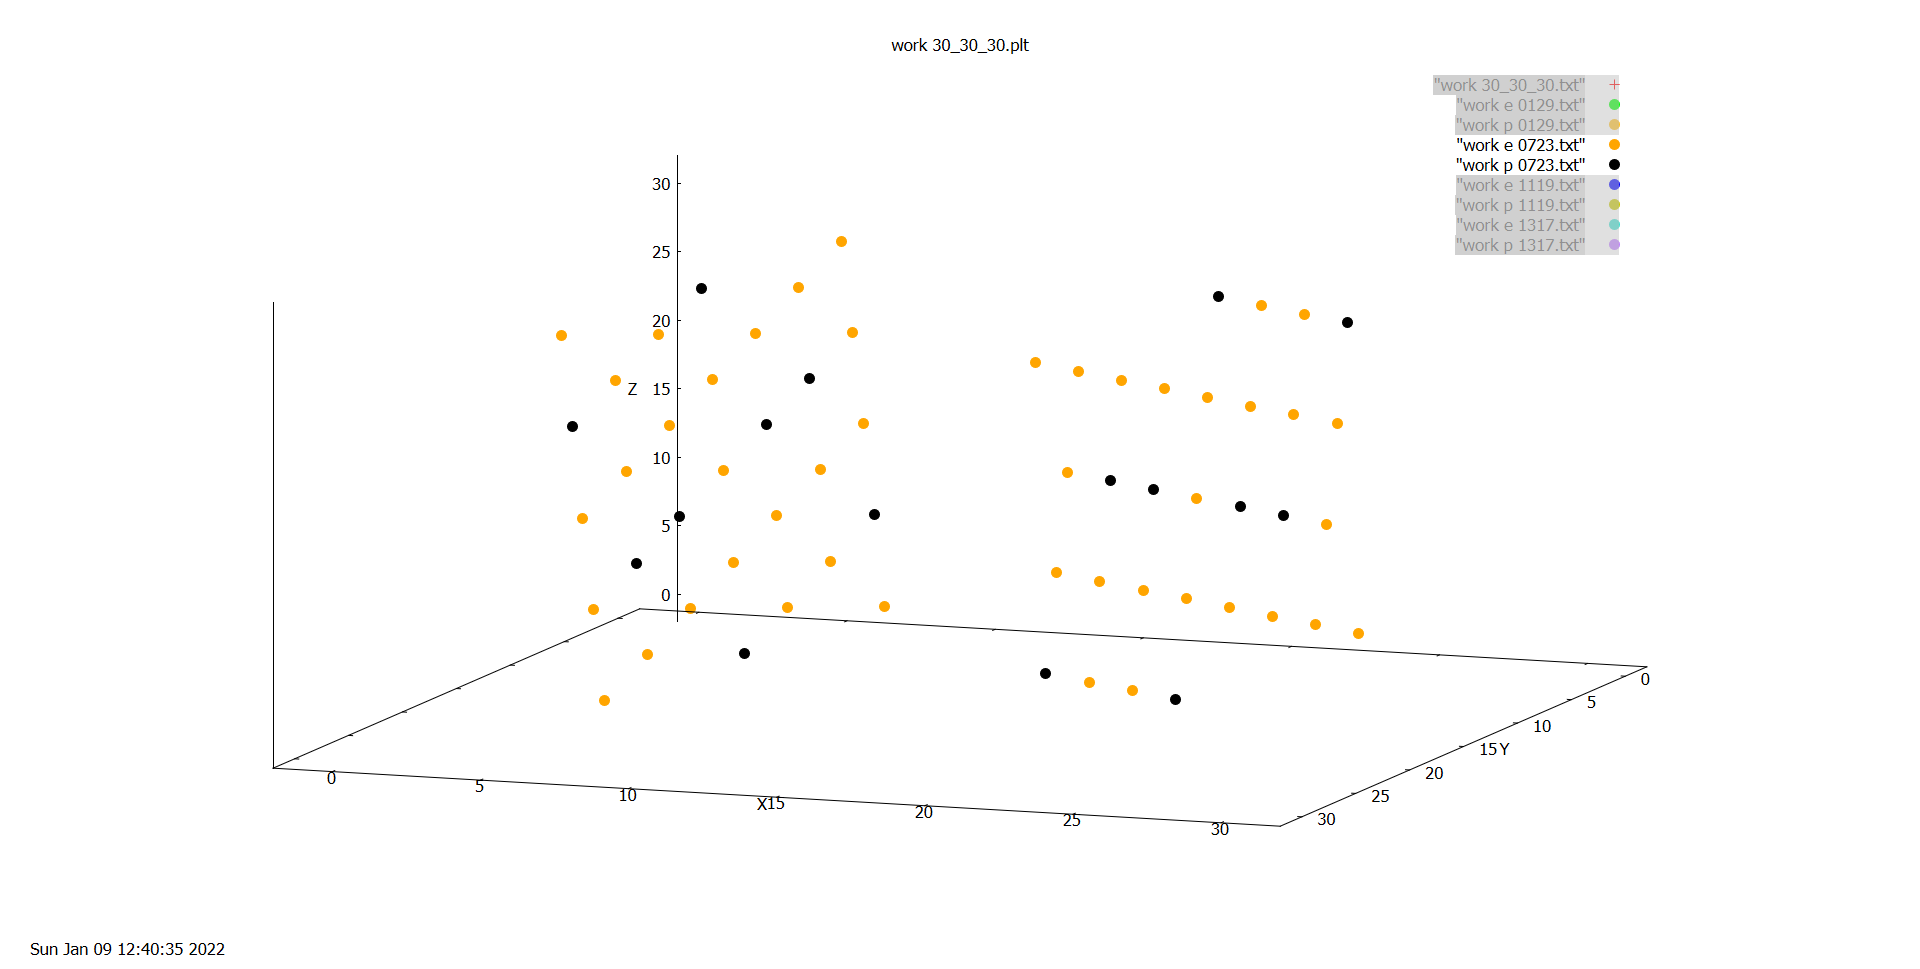 work 30_30_30.plt
"work 30_30_30.txt"
"work e 0129.txt"
"work p 0129.txt"
"work e 0723.txt"
"work p 0723.txt"
"work e 1119.txt"
"work p 1119.txt"
"work e 1317.txt"
"work p 1317.txt"
30
25
20
Z 15
10
5
0
0
5
10
15 Y
20
25
30
0
5
10
X15
20
25
30
Sun Jan 09 12:40:35 2022